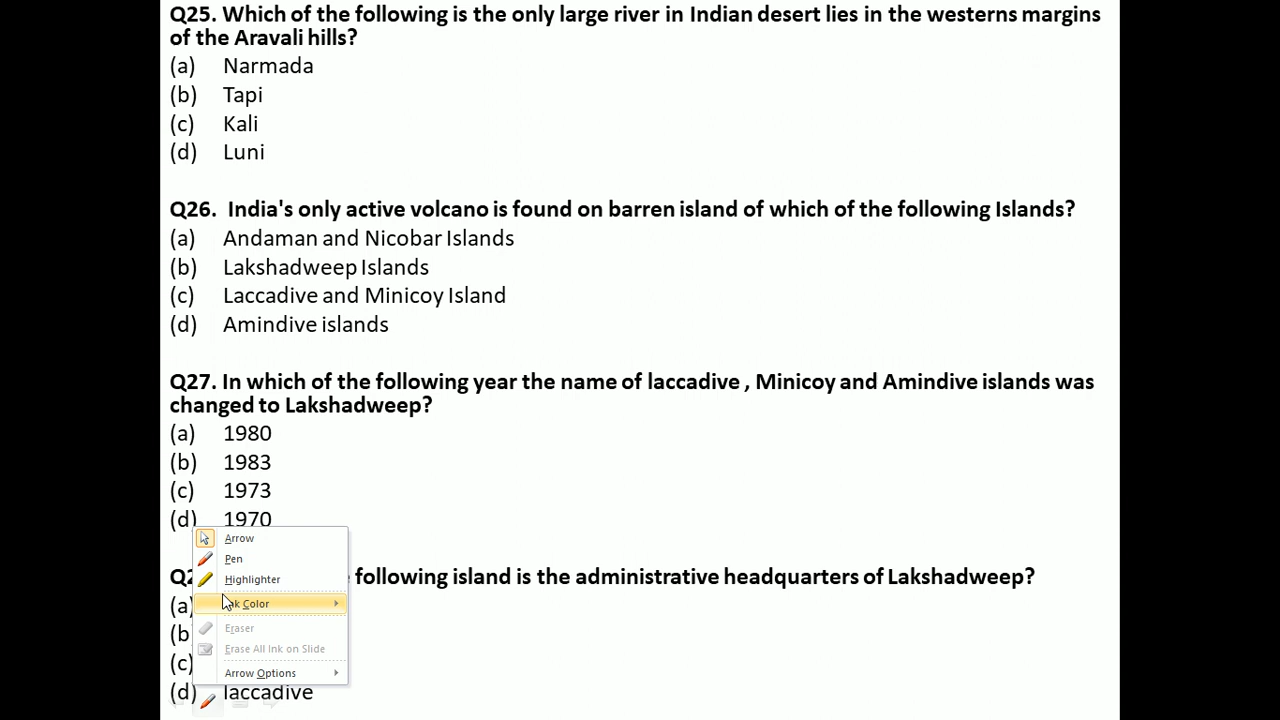 Q25. Which of the following is the only large river in Indian desert lies in the westerns margins
of the Aravali hills?
(a) Narmada
(b) Tapi
(c) Kali
(d) Luni
Q26. India's only active volcano is found on barren island of which of the following Islands?
(a) Andaman and Nicobar Islands
(b) Lakshadweep Islands
(c) Laccadive and Minicoy Island
(d) Amindive islands
Q27. In which of the following year the name of laccadive , Minicoy and Amindive islands was
changed to Lakshadweep?
(a) 1980
(b) 1983
(c) 1973
(d) 1970
Arrow
Pen
following island is the administrative headquarters of Lakshadweep?
Highlighter
(a)
Color
(b
Eraser
Erase All Ink on Slide
(c)
Arrow Options
(d) laccadive